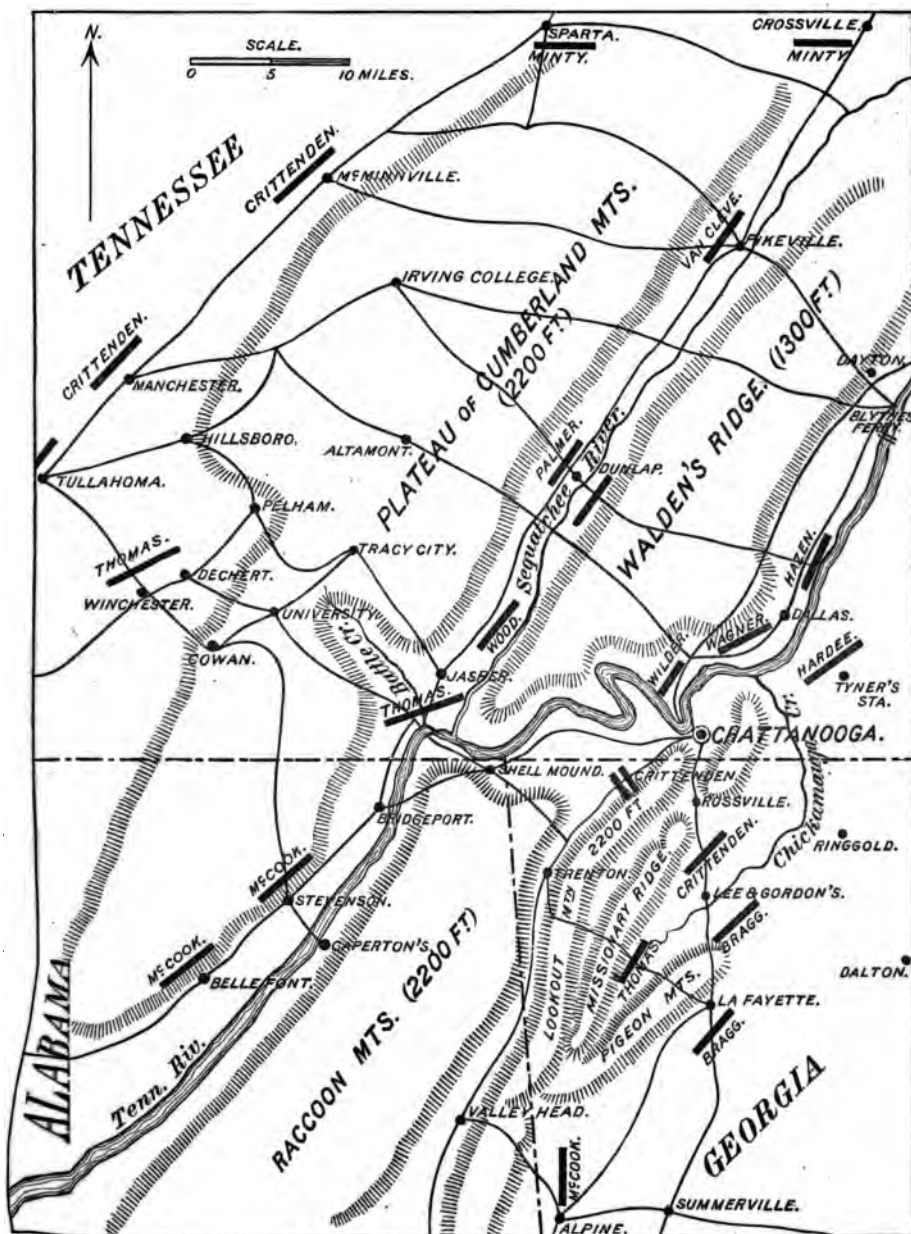 N.
SCALE.
0 5 10 MILES.
SPARTA.
MINTY.
CROSSVILLE.
MINTY
TENNESSEE
CRITTENDEN.
McMINNVILLE.
PLATEAU OF CUMBERLAND MTS.
(2200 FT)
VAN CLEVE.
PIKEVILLE.
IRVING COLLEGE.
WALDEN'S RIDGE. (1300 FT)
CRITTENDEN.
MANCHESTER.
DAYTON.
BLYTHES
FERRY.
HILLSBORO.
ALTAMONT.
PALMER.
Sequatchee River.
DUNLAP.
TULLAHOMA.
PELHAM.
THOMAS.
TRACY CITY.
HAZEN.
DECHERT.
WINCHESTER.
UNIVERSITY.
WOOD.
WAGNER.
DALLAS.
COWAN.
Battle Cr.
JASPER.
WILDER.
HARDEE.
TYNER'S
STA.
THOMAS.
CHATTANOOGA.
Chickamauga Cr.
SHELL MOUND.
CRITTENDEN.
BRIDGEPORT.
ROSSVILLE.
RINGGOLD.
McCOOK.
TRENTON.
LOOKOUT MTS 2200 FT
MISSIONARY RIDGE.
CRITTENDEN.
STEVENSON.
LEE & GORDON'S.
BRAGG.
McCOOK.
CAPERTON'S.
THOMAS.
PIGEON MTS.
DALTON.
BELLEFONT.
LA FAYETTE.
BRAGG.
ALABAMA
Tenn. Riv.
RACCOON MTS. (2200 FT)
VALLEY HEAD.
GEORGIA
McCOOK.
SUMMERVILLE.
ALPINE.